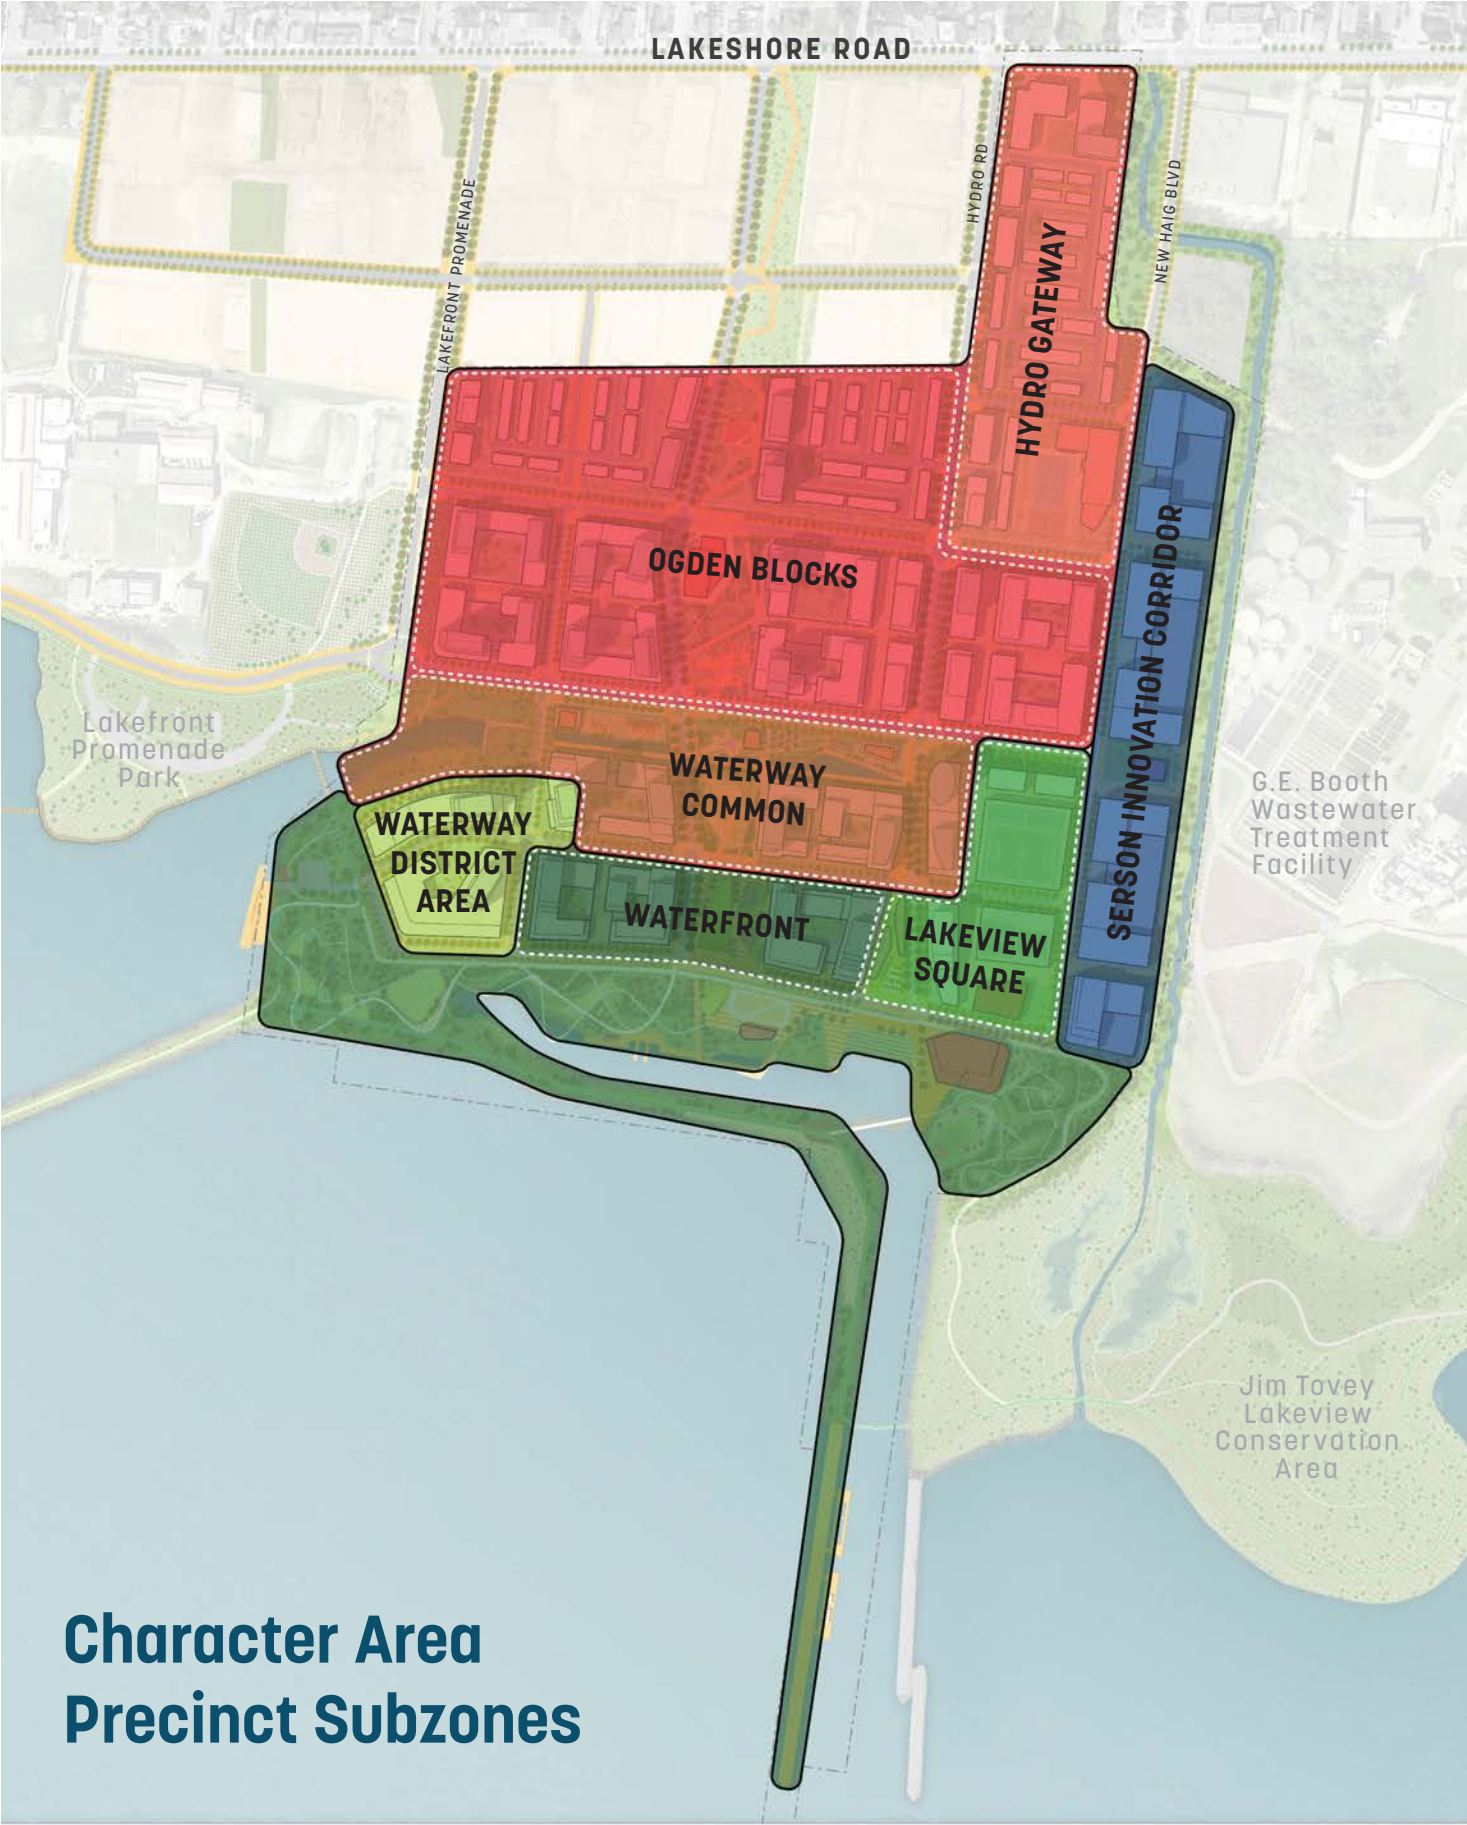 LAKESHORE ROAD
HYDRO RD
NEW HAIG BLVD
LAKEFRONT PROMENADE
HYDRO GATEWAY
OGDEN BLOCKS
SERSON INNOVATION CORRIDOR
Lakefront
Promenade
Park
WATERWAY
COMMON
G.E. Booth
Wastewater
Treatment
Facility
WATERWAY
DISTRICT
AREA
WATERFRONT
LAKEVIEW
SQUARE
Jim Tovey
Lakeview
Conservation
Area
Character Area
Precinct Subzones